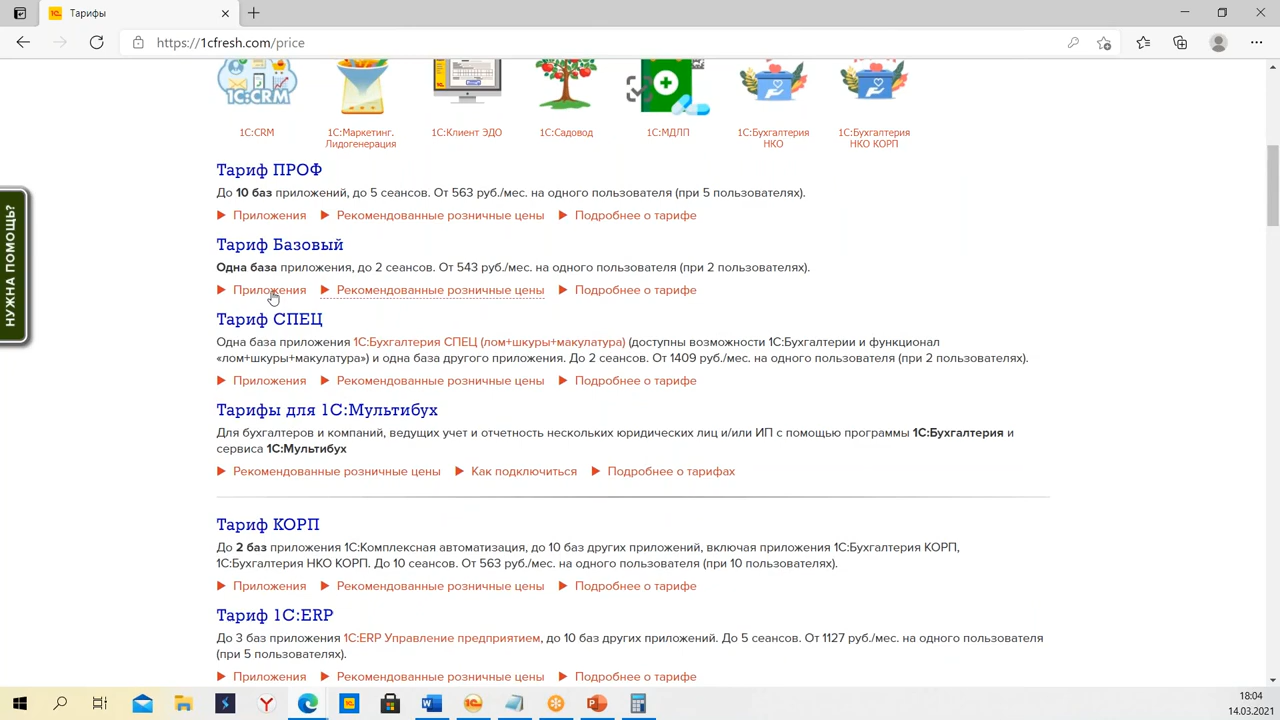 Тарифы
https://1cfresh.com/price
1С:CRM
1С:CRM
1С:Маркетинг.
Лидогенерация
1С:Клиент ЭДО
1С:Садовод
1С:МДЛП
1С:Бухгалтерия
НКО
1С:Бухгалтерия
НКО КОРП
НУЖНА ПОМОЩЬ?
Тариф ПРОФ
До 10 баз приложений, до 5 сеансов. От 563 руб./мес. на одного пользователя (при 5 пользователях).
Приложения Рекомендованные розничные цены Подробнее о тарифе
Тариф Базовый
Одна база приложения, до 2 сеансов. От 543 руб./мес. на одного пользователя (при 2 пользователях).
Приложения Рекомендованные розничные цены Подробнее о тарифе
Тариф СПЕЦ
Одна база приложения 1С:Бухгалтерия СПЕЦ (лом+шкуры+макулатура) (доступны возможности 1С:Бухгалтерии и функционал
«лом+шкуры+макулатура») и одна база другого приложения. До 2 сеансов. От 1409 руб./мес. на одного пользователя (при 2 пользователях).
Приложения Рекомендованные розничные цены Подробнее о тарифе
Тарифы для 1С:Мультибух
Для бухгалтеров и компаний, ведущих учет и отчетность нескольких юридических лиц и/или ИП с помощью программы 1С:Бухгалтерия и
сервиса 1С:Мультибух
Рекомендованные розничные цены Как подключиться Подробнее о тарифах
Тариф КОРП
До 2 баз приложения 1С:Комплексная автоматизация, до 10 баз других приложений, включая приложения 1С:Бухгалтерия КОРП,
1С:Бухгалтерия НКО КОРП. До 10 сеансов. От 563 руб./мес. на одного пользователя (при 10 пользователях).
Приложения Рекомендованные розничные цены Подробнее о тарифе
Тариф 1С:ERP
До 3 баз приложения 1С:ERP Управление предприятием, до 10 баз других приложений. До 5 сеансов. От 1127 руб./мес. на одного пользователя
(при 5 пользователях).
Приложения Рекомендованные розничные цены Подробнее о тарифе
18:04
14.03.2021